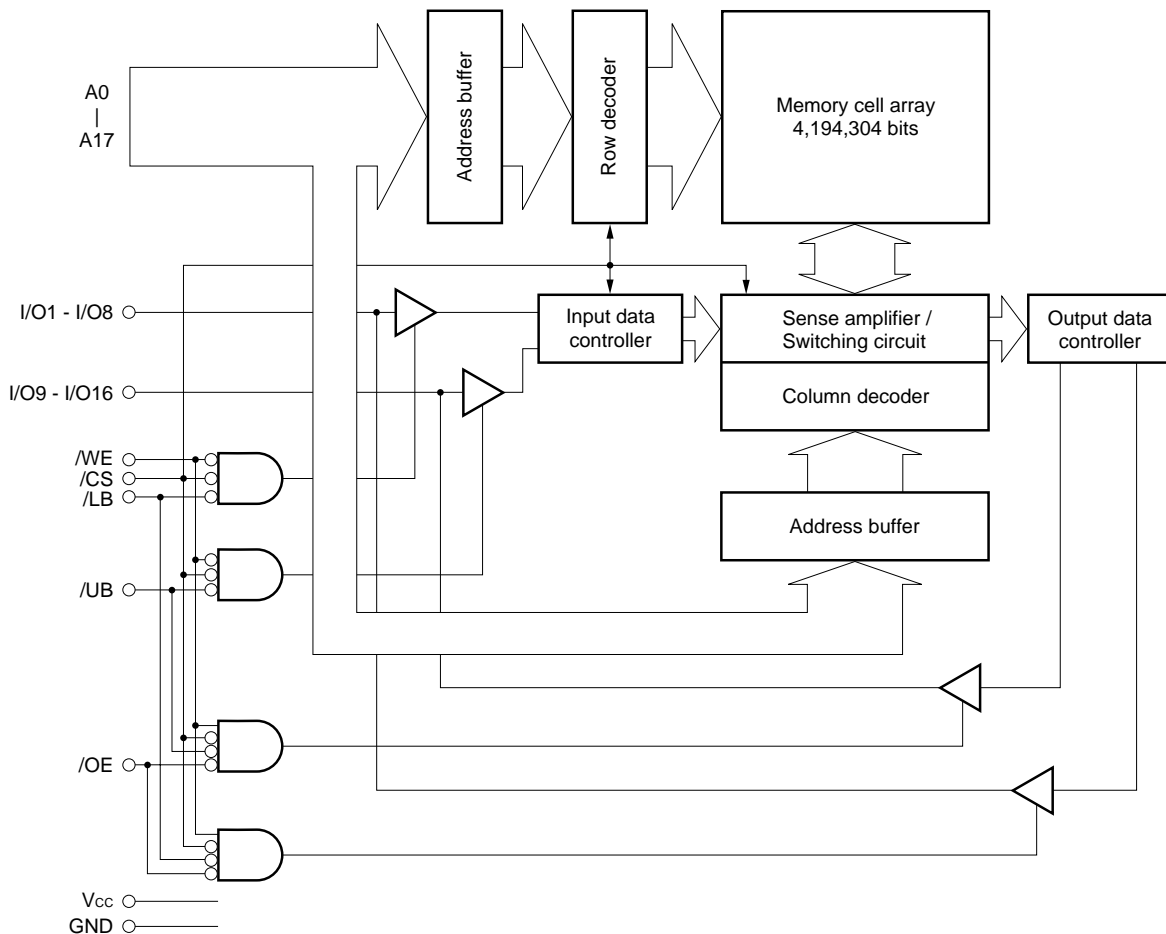 A0
|
A17
Address buffer
Row decoder
Memory cell array
4,194,304 bits
I/O1 - I/O8
Input data
controller
Sense amplifier /
Switching circuit
Output data
controller
I/O9 - I/O16
Column decoder
/WE
/CS
/LB
Address buffer
/UB
/OE
Vcc
GND